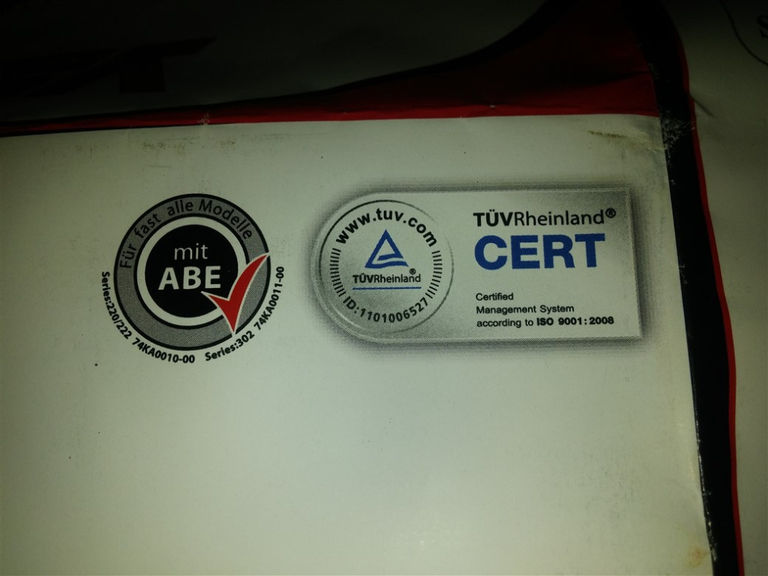 Für fast alle Modelle
mit
ABE
Series:220/222 74KA0010-00 Series:302 74KA0011-00
www.tuv.com
TÜVRheinland®
ID:1101006527
TÜVRheinland®
CERT
Certified
Management System
according to ISO 9001:2008